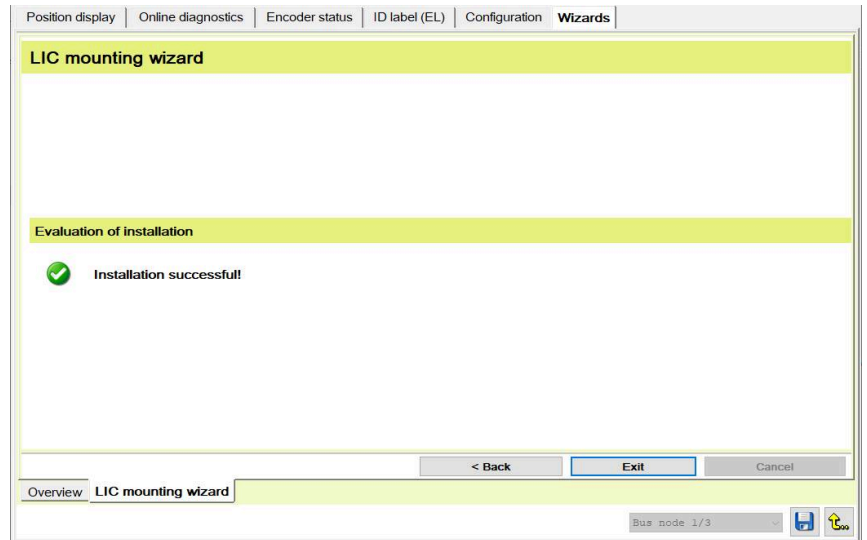 Position display Online diagnostics Encoder status ID label (EL) Configuration Wizards
LIC mounting wizard
Evaluation of installation
Installation successful!
< Back Exit Cancel
Overview LIC mounting wizard
Bus node 1/3